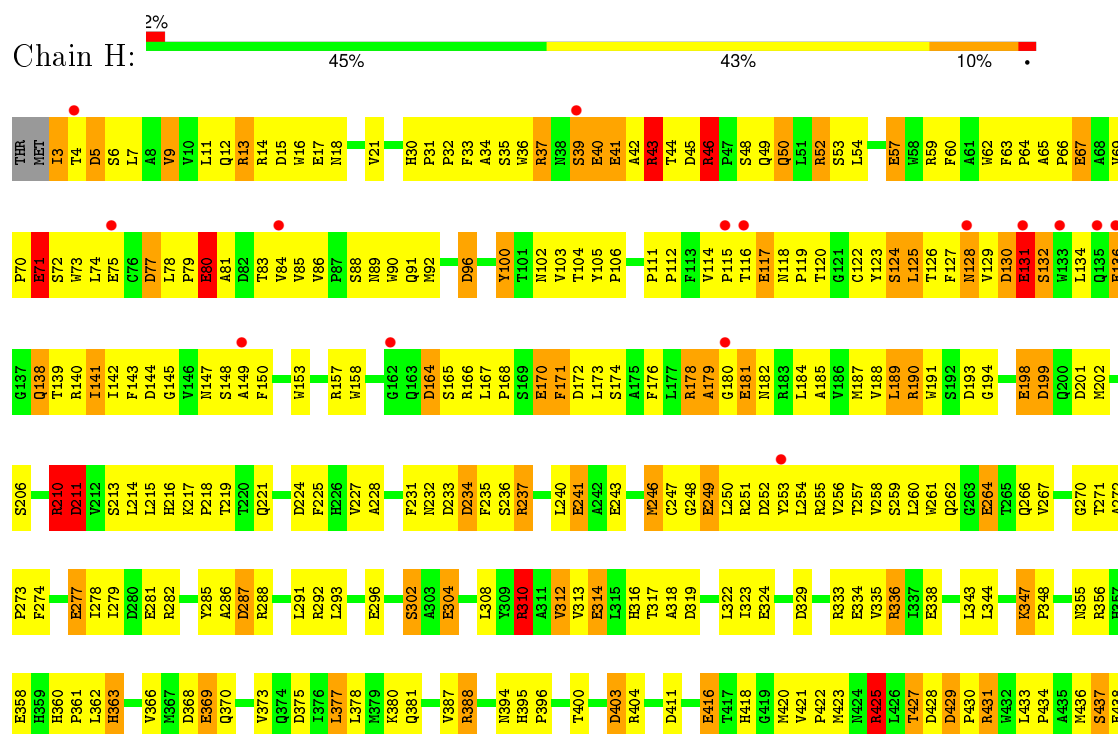 2%
Chain H:
45% 43% 10% •
THR MET I3 T4 D5 S6 L7 A8 V9 V10 L11 Q12 R13 R14 D15 W16 E17 N18 V21 H30 P31 P32 F33 A34 S35 W36 R37 N38 S39 E40 E41 A42 R43 T44 D45 R46 P47 S48 Q49 Q50 L51 R52 S53 L54 E57 W58 R59 F60 A61 W62 F63 P64 A65 P66 E67 A68 V69
P70 E71 S72 W73 L74 E75 C76 D77 L78 P79 E80 A81 D82 T83 V84 V85 V86 P87 S88 N89 W90 Q91 M92 D96 Y100 T101 N102 V103 T104 Y105 P106 P111 P112 F113 V114 P115 T116 E117 N118 P119 T120 G121 C122 Y123 S124 L125 T126 F127 N128 V129 D130 E131 S132 W133 L134 Q135 E136
G137 Q138 T139 R140 I141 I142 F143 D144 G145 V146 N147 S148 A149 F150 W153 R157 W158 G162 Q163 D164 S165 R166 L167 P168 S169 E170 F171 D172 L173 S174 A175 F176 L177 R178 A179 G180 E181 N182 R183 L184 A185 V186 M187 V188 L189 R190 W191 S192 D193 G194 E198 D199 Q200 D201 M202
S206 R210 D211 V212 S213 L214 L215 H216 K217 P218 T219 T220 Q221 D224 F225 H226 V227 A228 F231 N232 D233 D234 F235 S236 R237 L240 E241 A242 E243 M246 C247 G248 E249 L250 R251 D252 Y253 L254 R255 V256 T257 V258 S259 L260 W261 Q262 G263 E264 T265 Q266 V267 G270 T271 A272
P273 F274 E277 I278 I279 D280 E281 R282 Y285 A286 D287 R288 L291 R292 L293 E296 S302 A303 E304 L308 Y309 R310 A311 V312 V313 E314 L315 H316 T317 A318 D319 L322 I323 E324 D329 R333 E334 V335 R336 I337 E338 L343 L344 K347 P348 N355 R356 H357
E358 H359 H360 P361 L362 H363 V366 M367 D368 E369 Q370 V373 Q374 D375 I376 L377 L378 M379 K380 Q381 V387 R388 N394 H395 P396 T400 D403 R404 D411 E416 T417 H418 G419 M420 V421 P422 M423 N424 R425 L426 T427 D428 D429 P430 R431 W432 L433 P434 A435 M436 S437